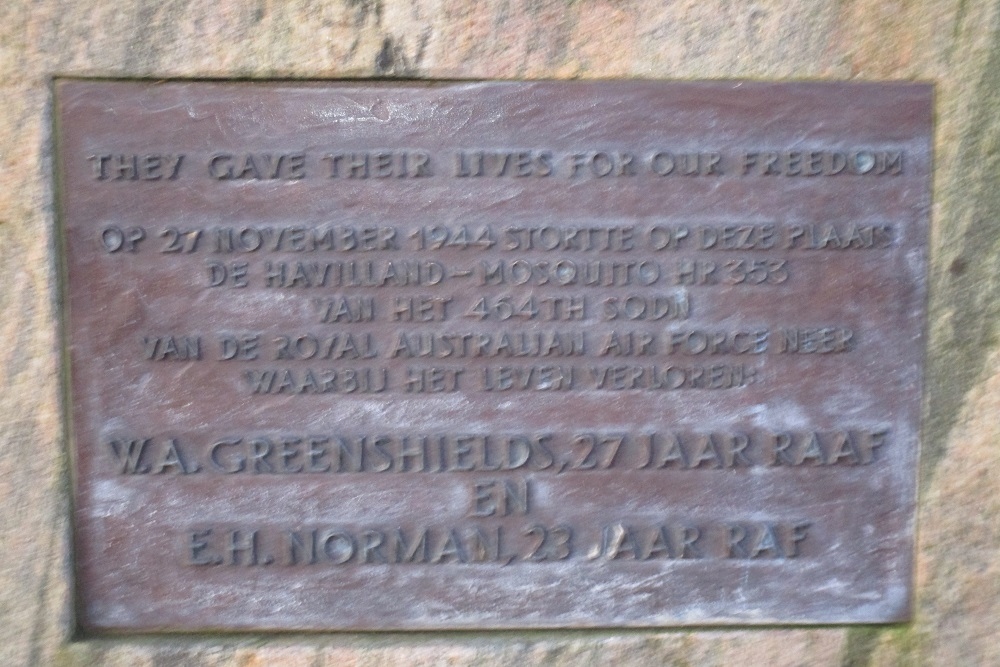 THEY GAVE THEIR LIVES FOR OUR FREEDOM
OP 27 NOVEMBER 1944 STORTTE OP DEZE PLAATS
DE HAVILLAND - MOSQUITO HR 353
VAN HET 464TH SQDN
VAN DE ROYAL AUSTRALIAN AIR FORCE NEER
WAARBIJ HET LEVEN VERLOREN:
W.A. GREENSHIELDS, 27 JAAR RAAF
EN
E.H. NORMAN, 23 JAAR RAF